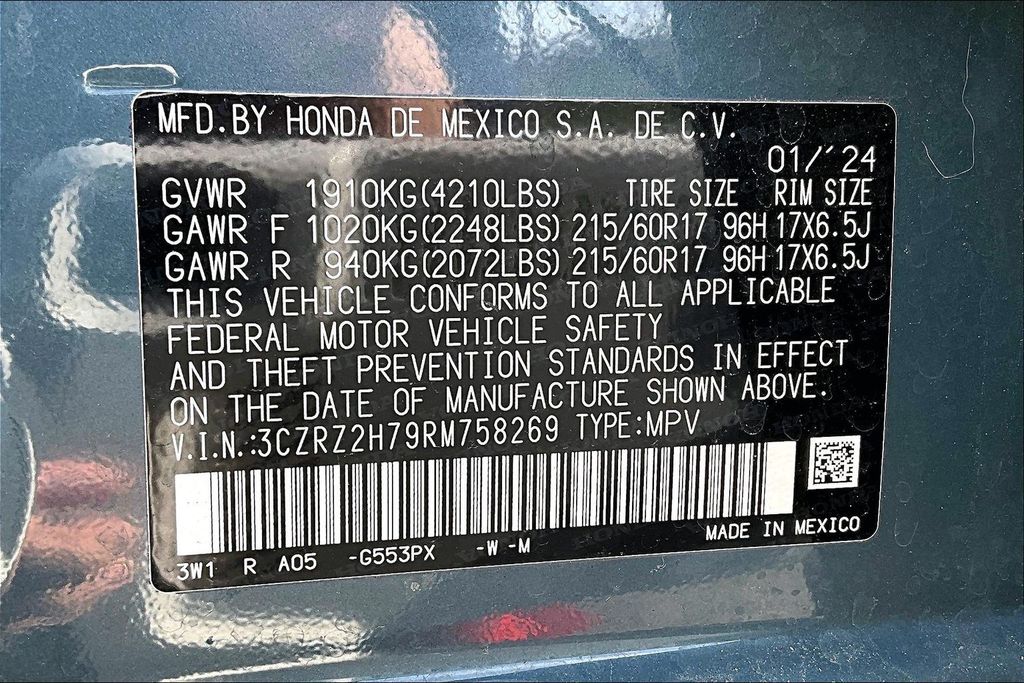 MFD.BY HONDA DE MEXICO S.A. DE C.V.
01/'24
GVWR 1910KG(4210LBS) TIRE SIZE RIM SIZE
GAWR F 1020KG(2248LBS) 215/60R17 96H 17X6.5J
GAWR R 940KG(2072LBS) 215/60R17 96H 17X6.5J
THIS VEHICLE CONFORMS TO ALL APPLICABLE
FEDERAL MOTOR VEHICLE SAFETY
AND THEFT PREVENTION STANDARDS IN EFFECT
ON THE DATE OF MANUFACTURE SHOWN ABOVE.
V.I.N.:3CZRZ2H79RM758269 TYPE:MPV
MADE IN MEXICO
3W1 R A05 -G553PX -W -M